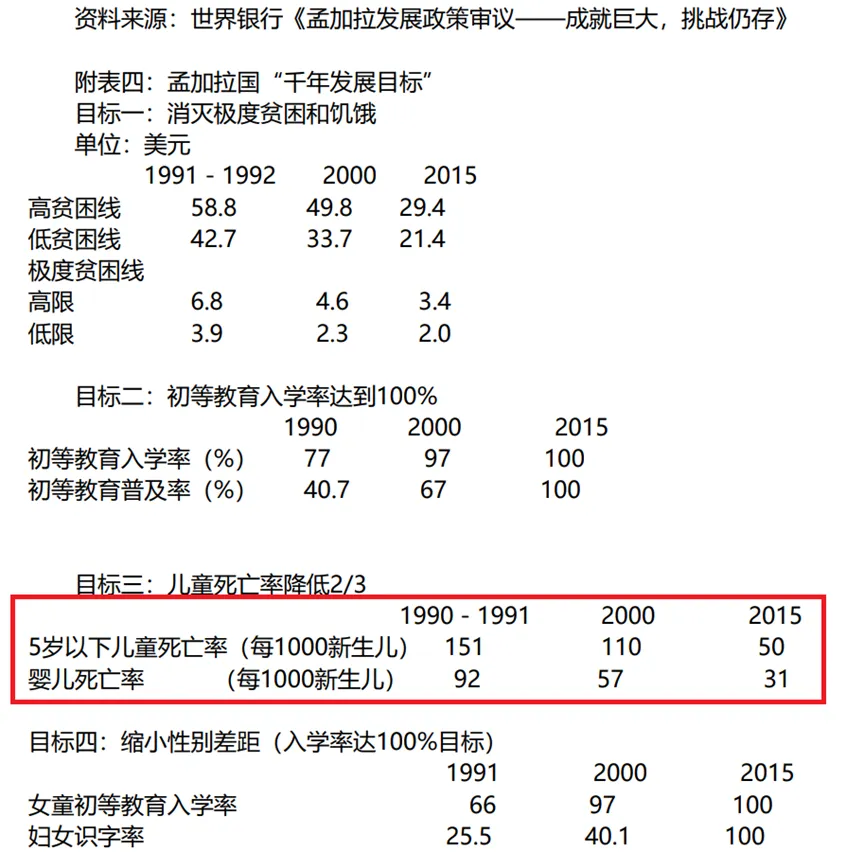 资料来源：世界银行《孟加拉发展政策审议——成就巨大，挑战仍存》
附表四：孟加拉国“千年发展目标”
目标一：消灭极度贫困和饥饿
单位：美元
1991－1992 2000 2015
高贫困线 58.8 49.8 29.4
低贫困线 42.7 33.7 21.4
极度贫困线
高限 6.8 4.6 3.4
低限 3.9 2.3 2.0
目标二：初等教育入学率达到100%
1990 2000 2015
初等教育入学率（%） 77 97 100
初等教育普及率（%） 40.7 67 100
目标三：儿童死亡率降低2/3
1990－1991 2000 2015
5岁以下儿童死亡率（每1000新生儿） 151 110 50
婴儿死亡率 （每1000新生儿） 92 57 31
目标四：缩小性别差距（入学率达100%目标）
1991 2000 2015
女童初等教育入学率 66 97 100
妇女识字率 25.5 40.1 100